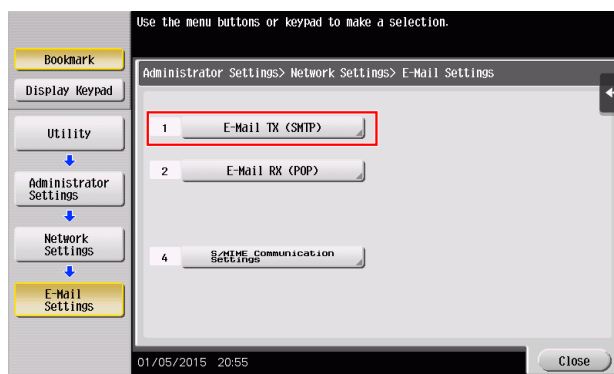 Use the menu buttons or keypad to make a selection.
Bookmark
Display Keypad
Administrator Settings> Network Settings> E-Mail Settings
Utility
Administrator
Settings
Network
Settings
E-Mail
Settings
1 E-Mail TX (SMTP)
2 E-Mail RX (POP)
4 S/MIME Communication
Settings
01/05/2015 20:55
Close